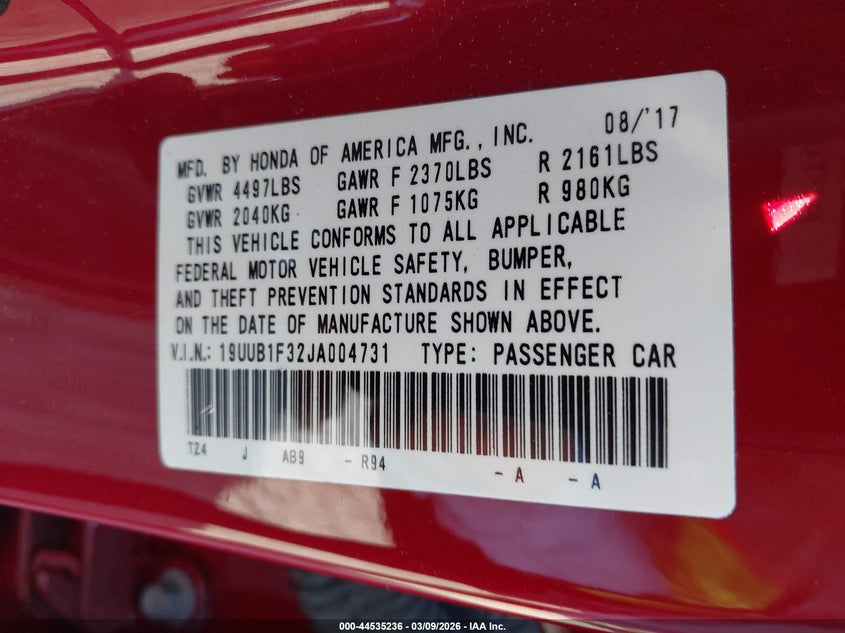 08/'17
MFD. BY HONDA OF AMERICA MFG., INC.
GVWR 4497LBS GAWR F 2370LBS R 2161LBS
GVWR 2040KG GAWR F 1075KG R 980KG
THIS VEHICLE CONFORMS TO ALL APPLICABLE
FEDERAL MOTOR VEHICLE SAFETY, BUMPER,
AND THEFT PREVENTION STANDARDS IN EFFECT
ON THE DATE OF MANUFACTURE SHOWN ABOVE.
V.I.N.: 19UUB1F32JA004731 TYPE: PASSENGER CAR
TZ4 J AB9 - R94 - A - A
000-44535236 - 03/09/2026 - IAA Inc.